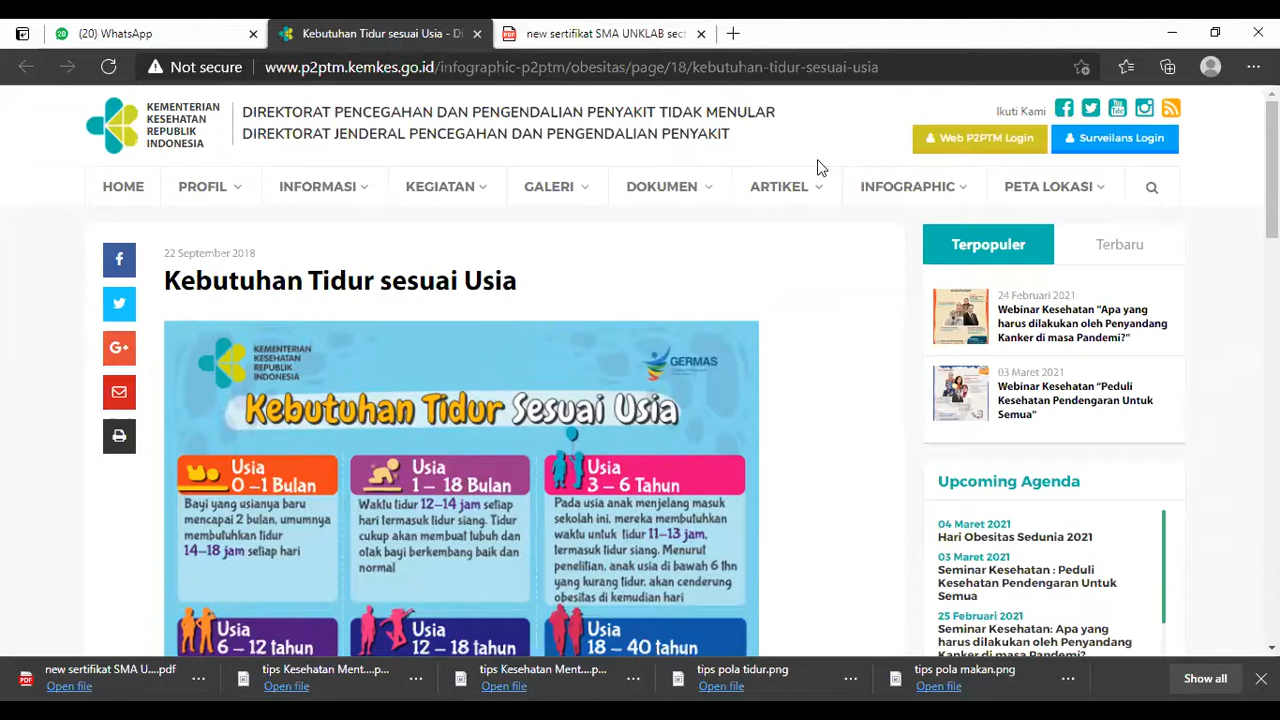 (20) WhatsApp
Kebutuhan Tidur sesuai Usia - Di
new sertifikat SMA UNKLAB sect
Not secure
www.p2ptm.kemkes.go.id/infographic-p2ptm/obesitas/page/18/kebutuhan-tidur-sesuai-usia
KEMENTERIAN
KESEHATAN
REPUBLIK
INDONESIA
DIREKTORAT PENCEGAHAN DAN PENGENDALIAN PENYAKIT TIDAK MENULAR
DIREKTORAT JENDERAL PENCEGAHAN DAN PENGENDALIAN PENYAKIT
Ikuti Kami
Web P2PTM Login
Surveilans Login
HOME
PROFIL
INFORMASI
KEGIATAN
GALERI
DOKUMEN
ARTIKEL
INFOGRAPHIC
PETA LOKASI
22 September 2018
Kebutuhan Tidur sesuai Usia
KEMENTERIAN
KESEHATAN
REPUBLIK
INDONESIA
GERMAS
Kebutuhan Tidur Sesuai Usia
Usia
0 – 1 Bulan
Bayi yang usianya baru
mencapai 2 bulan, umumnya
membutuhkan tidur
14–18 jam setiap hari
Usia
1 – 18 Bulan
Waktu tidur 12–14 jam setiap
hari termasuk tidur siang. Tidur
cukup akan membuat tubuh dan
otak bayi berkembang baik dan
normal
Usia
3 – 6 Tahun
Pada usia anak menjelang masuk
sekolah ini, mereka membutuhkan
waktu untuk tidur 11–13 jam,
termasuk tidur siang. Menurut
penelitian, anak usia di bawah 6 thn
yang kurang tidur, akan cenderung
obesitas di kemudian hari
Usia
6 - 12 tahun
Usia
12 - 18 tahun
Usia
18 - 40 tahun
Terpopuler
Terbaru
24 Februari 2021
Webinar Kesehatan "Apa yang
harus dilakukan oleh Penyandang
Kanker di masa Pandemi?"
03 Maret 2021
Webinar Kesehatan “Peduli
Kesehatan Pendengaran Untuk
Semua"
Upcoming Agenda
04 Maret 2021
Hari Obesitas Sedunia 2021
03 Maret 2021
Seminar Kesehatan : Peduli
Kesehatan Pendengaran Untuk
Semua
25 Februari 2021
Seminar Kesehatan: Apa yang
harus dilakukan oleh Penyandang
Kanker di masa Pandemi
new sertifikat SMA U....pdf
Open file
tips Kesehatan Ment....p...
Open file
tips Kesehatan Ment....p...
Open file
tips pola tidur.png
Open file
tips pola makan.png
Open file
Show all